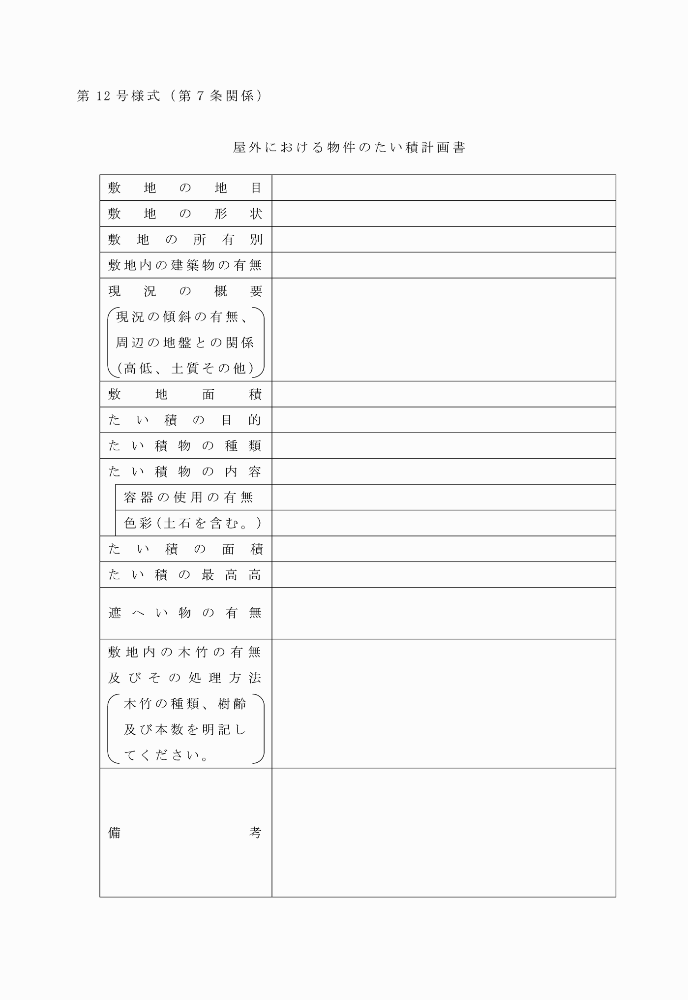 第12号様式（第7条関係）
屋外における物件のたい積計画書
敷地の地目
敷地の形状
敷地の所有別
敷地内の建築物の有無
現況の概要
現況の傾斜の有無、
周辺の地盤との関係
(高低、土質その他)
敷地面積
たい積の目的
たい積物の種類
たい積物の内容
容器の使用の有無
色彩(土石を含む。)
たい積の面積
たい積の最高高
遮へい物の有無
敷地内の木竹の有無
及びその処理方法
木竹の種類、樹齢
及び本数を明記し
てください。
備考